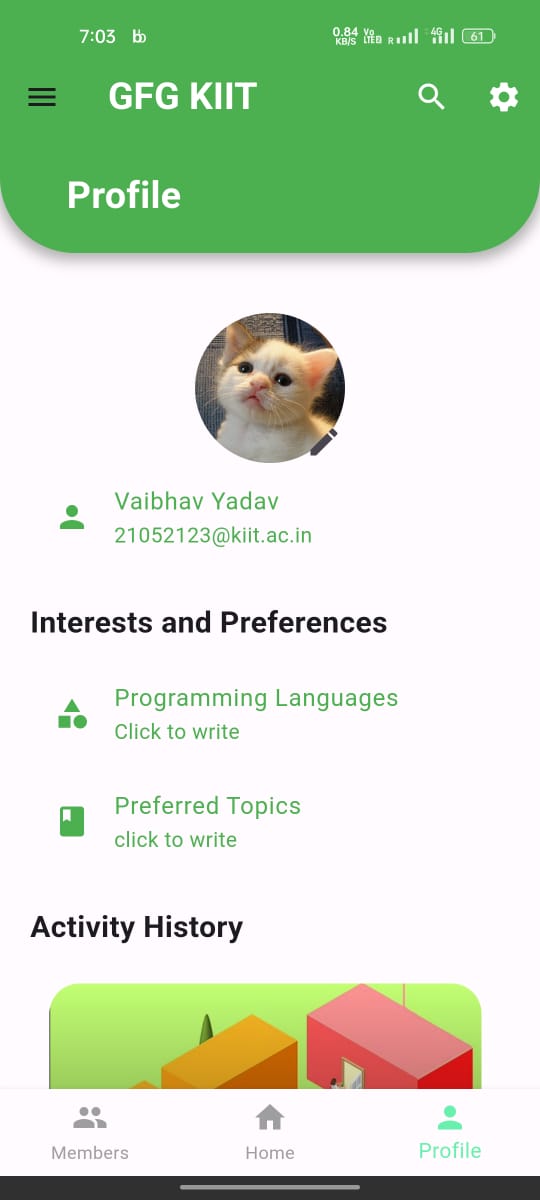 7:03
0.84 KB/S Vo LTE2 R 4G 61
GFG KIIT
Profile
Vaibhav Yadav
21052123@kiit.ac.in
Interests and Preferences
Programming Languages
Click to write
Preferred Topics
click to write
Activity History
Members Home Profile